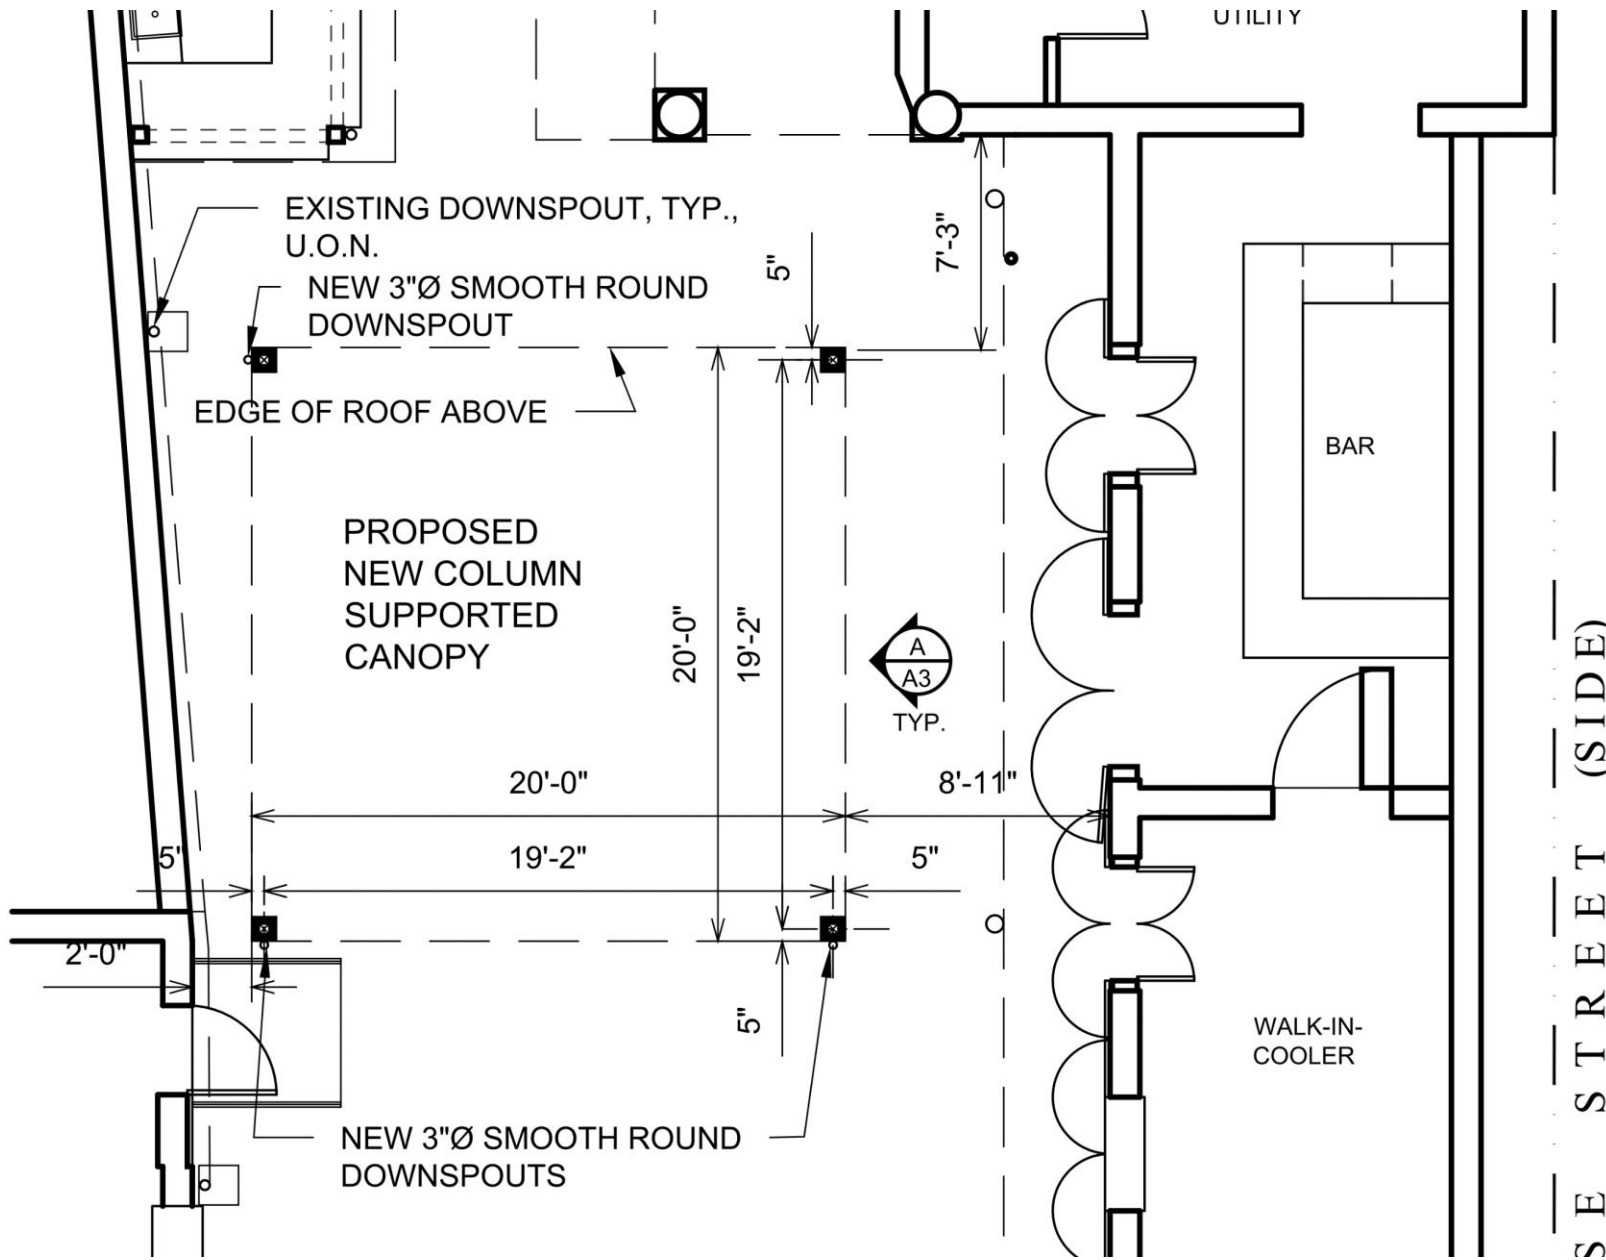 UTILITY
EXISTING DOWNSPOUT, TYP.,
U.O.N.
NEW 3"Ø SMOOTH ROUND
DOWNSPOUT
5"
7'-3"
EDGE OF ROOF ABOVE
BAR
PROPOSED
NEW COLUMN
SUPPORTED
CANOPY
20'-0"
19'-2"
A
A3
TYP.
20'-0"
8'-11"
5"
19'-2"
5"
2'-0"
5"
WALK-IN-
COOLER
NEW 3"Ø SMOOTH ROUND
DOWNSPOUTS
SE STREET (SIDE)